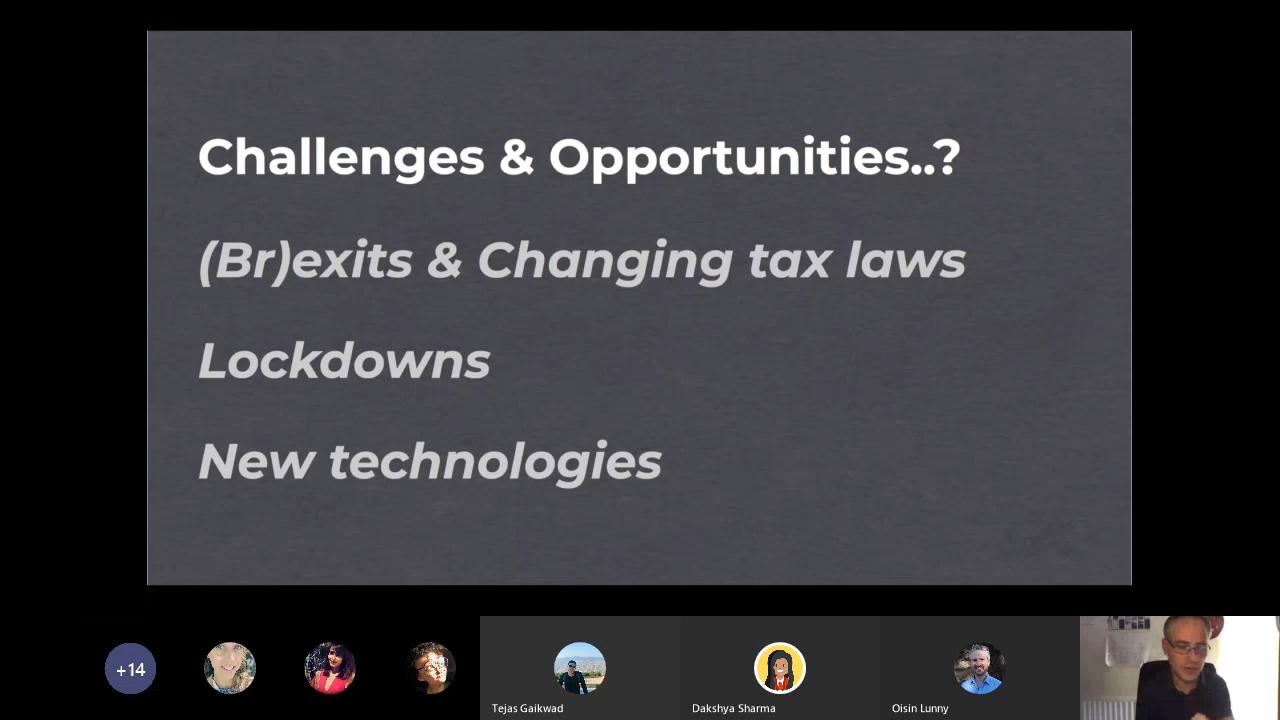 Challenges & Opportunities..?
(Br)exits & Changing tax laws
Lockdowns
New technologies
+14
Tejas Gaikwad
Dakshya Sharma
Oisin Lunny